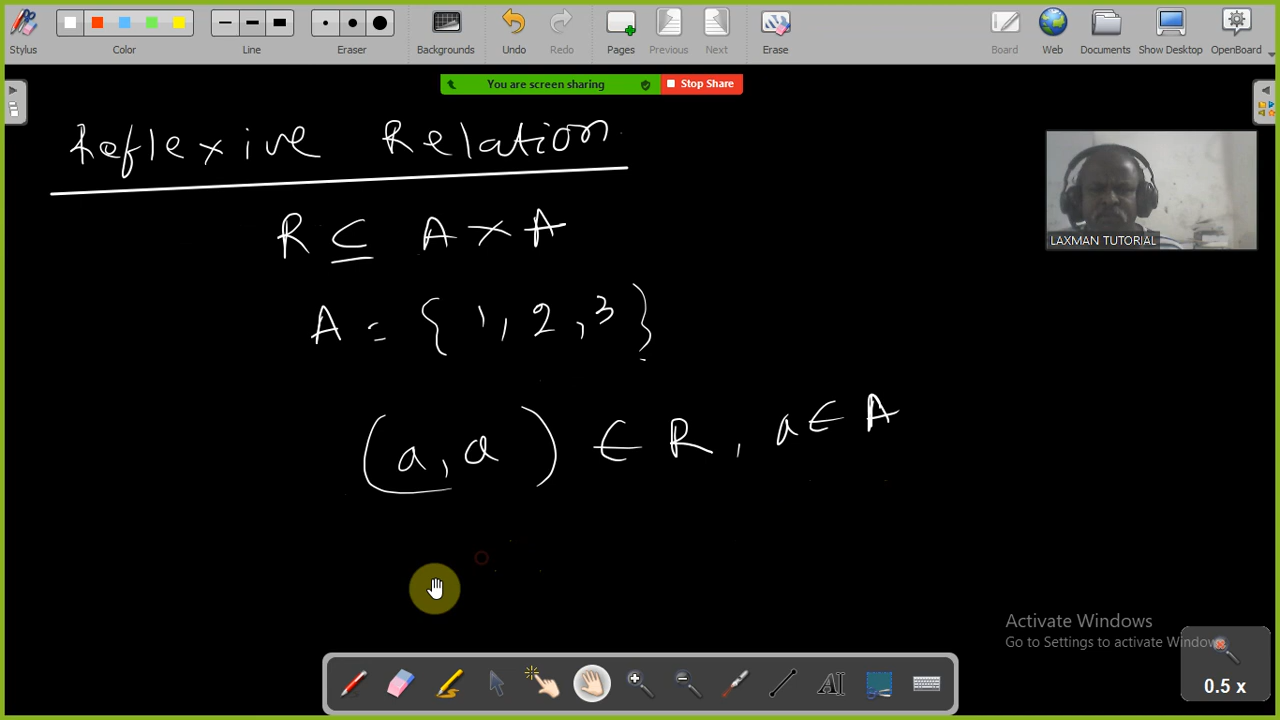 Stylus
Color
Line
Eraser
Backgrounds
Undo
Redo
Pages
Previous
Next
Erase
Board
Web
Documents
Show Desktop
OpenBoard
You are screen sharing
Stop Share
Reflexive Relation
R ⊆ A × A
A = { 1, 2, 3 }
(a, a) ∈ R, a ∈ A
LAXMAN TUTORIAL
Activate Windows
Go to Settings to activate Windows.
0.5 x